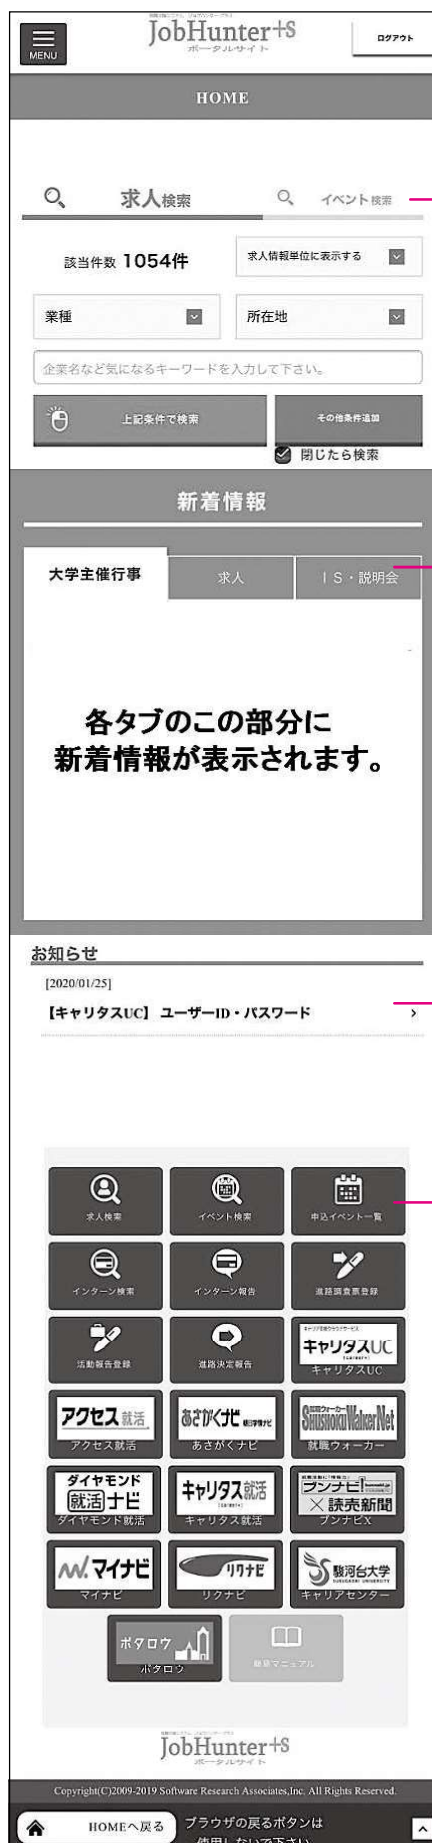 JobHunter+S
ポータルサイト
MENU
ログアウト
HOME
求人検索
イベント検索
該当件数 1054件
求人情報単位に表示する
業種
所在地
企業名など気になるキーワードを入力して下さい。
上記条件で検索
その他条件追加
閉じたら検索
新着情報
大学主催行事
求人
IS・説明会
各タブのこの部分に
新着情報が表示されます。
お知らせ
[2020/01/25]
【キャリタスUC】 ユーザーID・パスワード
求人検索
イベント検索
申込イベント一覧
インターン検索
インターン報告
進路調査票登録
活動報告登録
進路決定報告
キャリタスUC
キャリタスUC
アクセス就活
アクセス就活
あさがくナビ
あさがくナビ
ShushokuWalkerNet
就職ウォーカー
ダイヤモンド
就活ナビ
ダイヤモンド就活
キャリタス就活
キャリタス就活
ブンナビ!
×読売新聞
ブンナビX
マイナビ
マイナビ
リクナビ
リクナビ
駿河台大学
キャリアセンター
ポタロウ
ポタロウ
簡単マニュアル
JobHunter+S
ポータルサイト
Copyright(C)2009-2019 Software Research Associates,Inc. All Rights Reserved.
HOMEへ戻る
ブラウザの戻るボタンは
使用しないで下さい